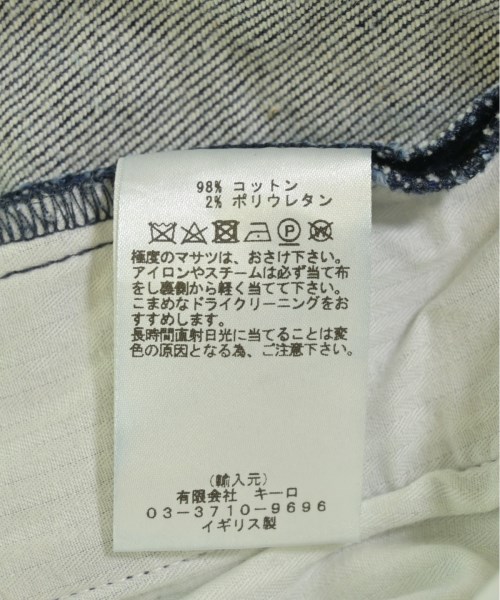 98% コットン
2% ポリウレタン
極度のマサツは、おさけ下さい。
アイロンやスチームは必ず当て布
をし裏側から軽く当てて下さい。
こまめなドライクリーニングをお
すすめします。
長時間直射日光に当てることは変
色の原因となる為、ご注意下さい。
(輸入元)
有限会社 キーロ
03-3710-9696
イギリス製